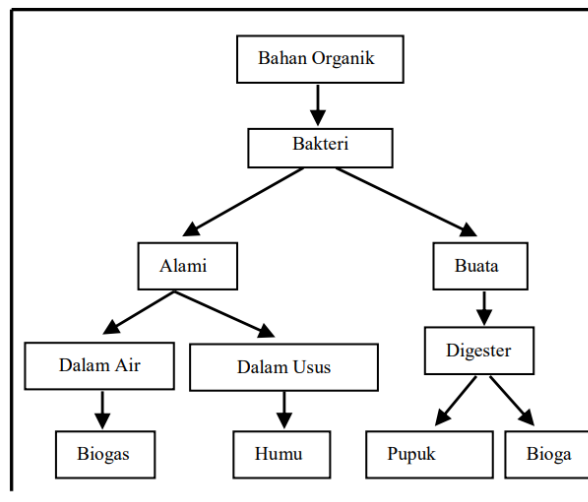 Bahan Organik
Bakteri
Alami
Buata
Dalam Air
Dalam Usus
Digester
Biogas
Humu
Pupuk
Bioga